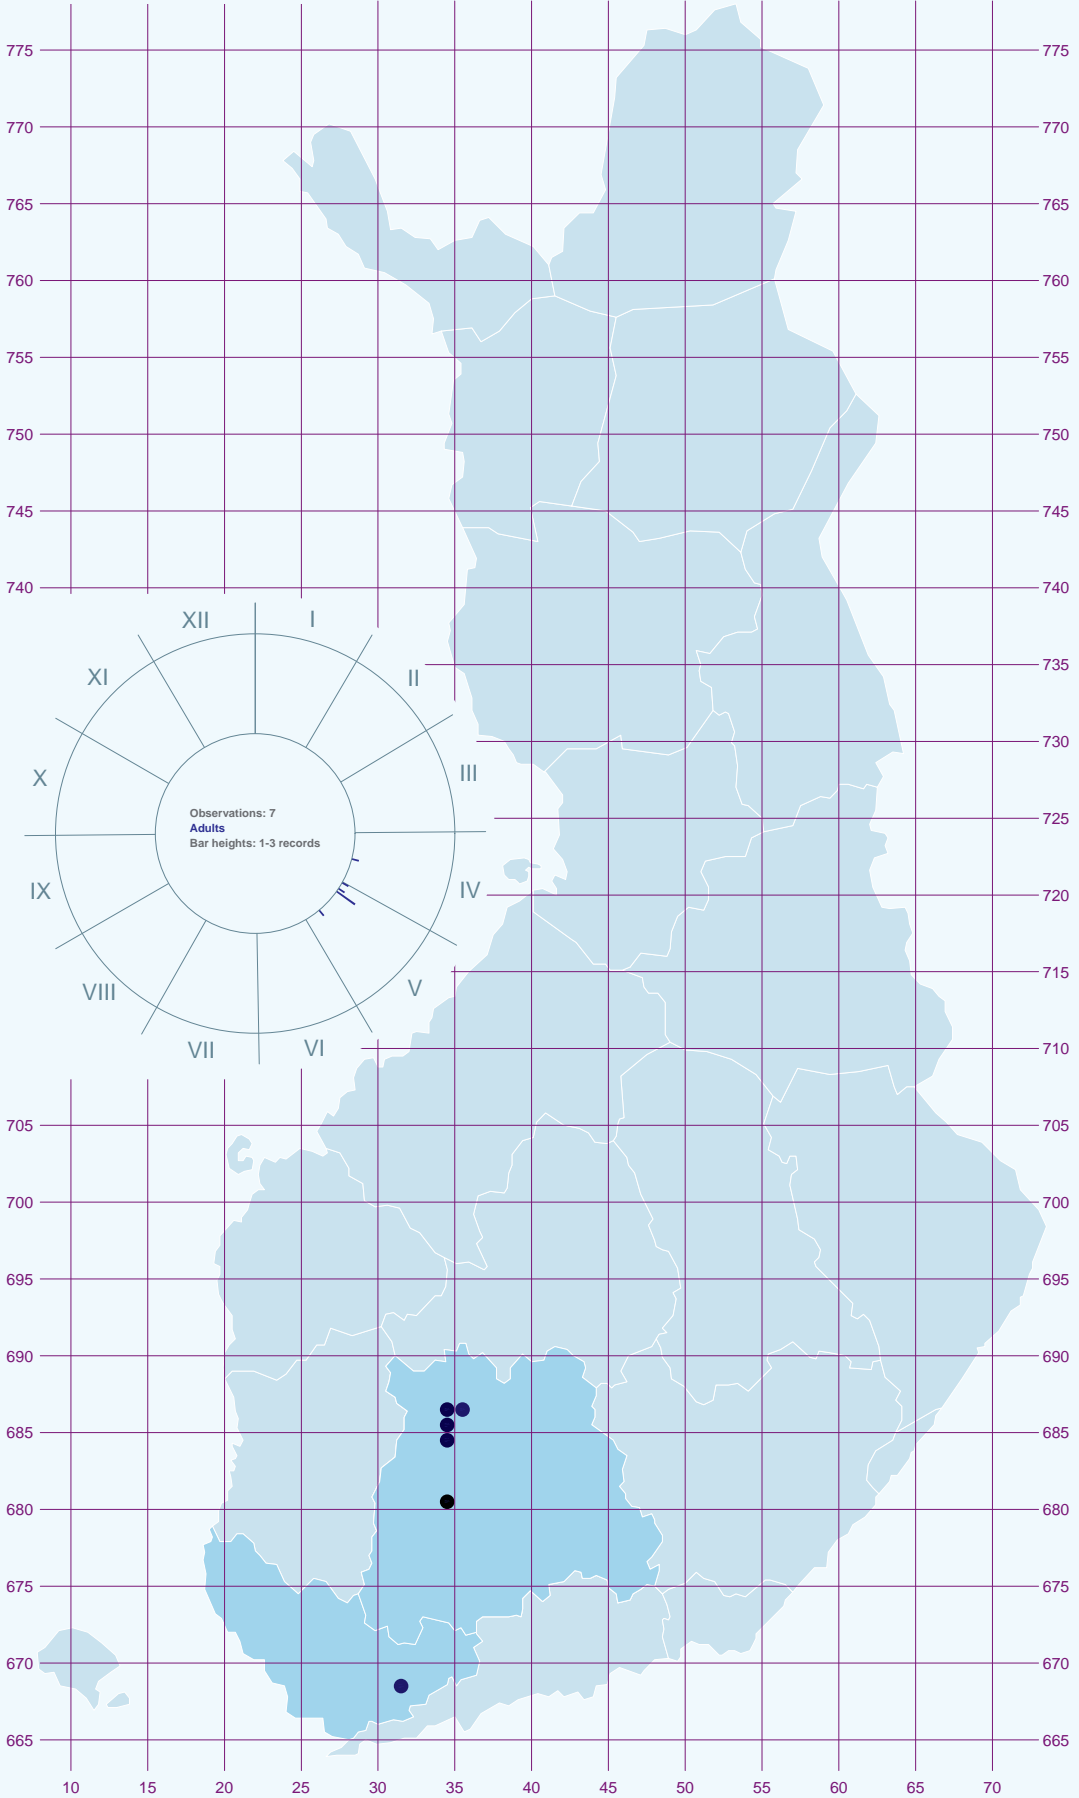 775 775
770 770
765 765
760 760
755 755
750 750
745 745
740 740
XII I
735
XI II
730
X III
725
Observations: 7
Adults
Bar heights: 1-3 records
IX IV
720
715
VIII V
VII VI
710
705 705
700 700
695 695
690 690
685 685
680 680
675 675
670 670
665 665
10 15 20 25 30 35 40 45 50 55 60 65 70